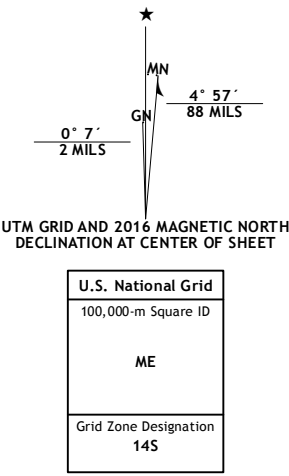 ★
MN
4° 57´
88 MILS
GN
0° 7´
2 MILS
UTM GRID AND 2016 MAGNETIC NORTH
DECLINATION AT CENTER OF SHEET
U.S. National Grid
100,000-m Square ID
ME
Grid Zone Designation
14S